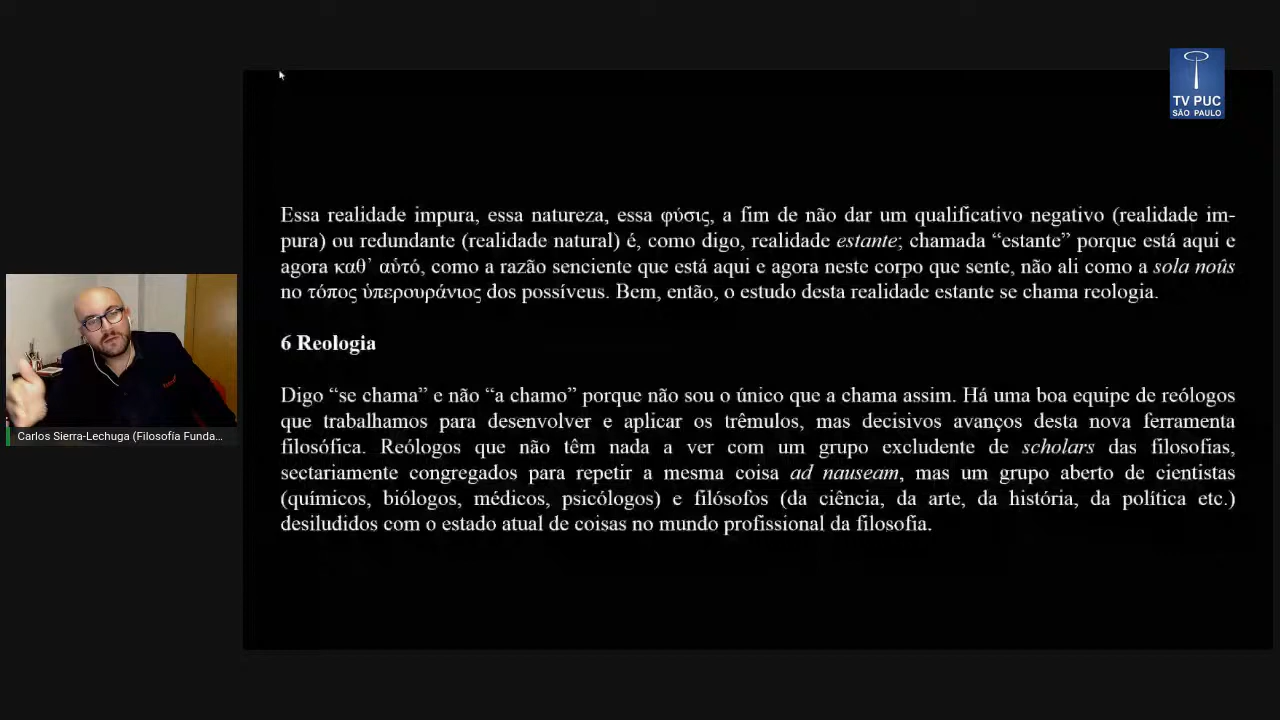 TV PUC
SÃO PAULO
Essa realidade impura, essa natureza, essa φύσις, a fim de não dar um qualificativo negativo (realidade im-
pura) ou redundante (realidade natural) é, como digo, realidade estante; chamada “estante” porque está aqui e
agora καθ᾽ αὑτό, como a razão senciente que está aqui e agora neste corpo que sente, não ali como a sola noûs
no τόπος ὑπερουράνιος dos possíveus. Bem, então, o estudo desta realidade estante se chama reologia.
6 Reologia
Digo “se chama” e não “a chamo” porque não sou o único que a chama assim. Há uma boa equipe de reólogos
que trabalhamos para desenvolver e aplicar os trêmulos, mas decisivos avanços desta nova ferramenta
filosófica. Reólogos que não têm nada a ver com um grupo excludente de scholars das filosofias,
sectariamente congregados para repetir a mesma coisa ad nauseam, mas um grupo aberto de cientistas
(químicos, biólogos, médicos, psicólogos) e filósofos (da ciência, da arte, da história, da política etc.)
desiludidos com o estado atual de coisas no mundo profissional da filosofia.
Carlos Sierra-Lechuga (Filosofía Funda...